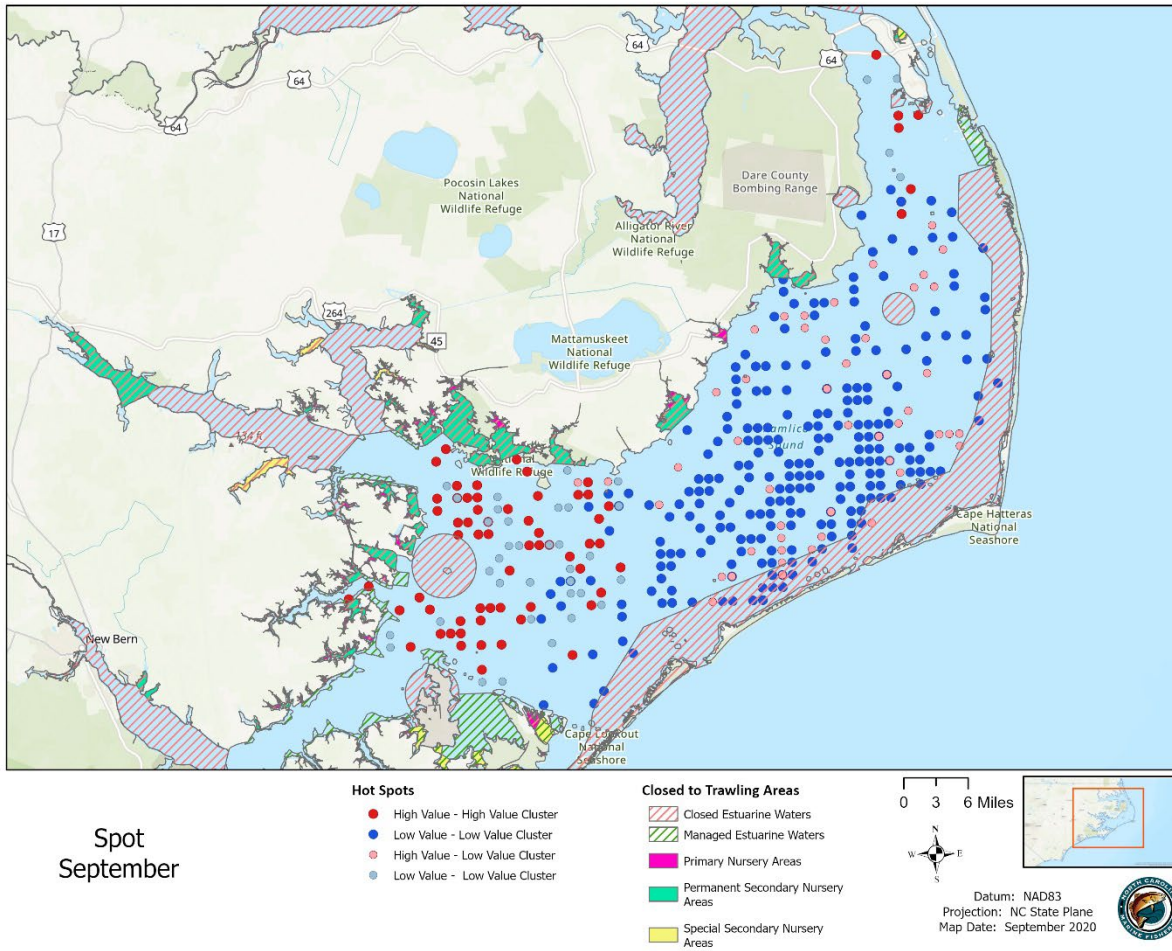 64
64
64
64
Pocosin Lakes
National
Wildlife Refuge
Dare County
Bombing Range
17
Alligator River
National
Wildlife Refuge
264
45
Mattamuskeet
National
Wildlife Refuge
Sound
Wildlife Refuge
Cape Hatteras
National
Seashore
New Bern
Cape Lookout
National
Seashore
Spot
September
Hot Spots
High Value - High Value Cluster
Low Value - Low Value Cluster
High Value - Low Value Cluster
Low Value - Low Value Cluster
Closed to Trawling Areas
Closed Estuarine Waters
Managed Estuarine Waters
Primary Nursery Areas
Permanent Secondary Nursery
Areas
Special Secondary Nursery
Areas
0 3 6 Miles
N
W E
S
Datum: NAD83
Projection: NC State Plane
Map Date: September 2020
NORTH CAROLINA
MARINE FISHERIES